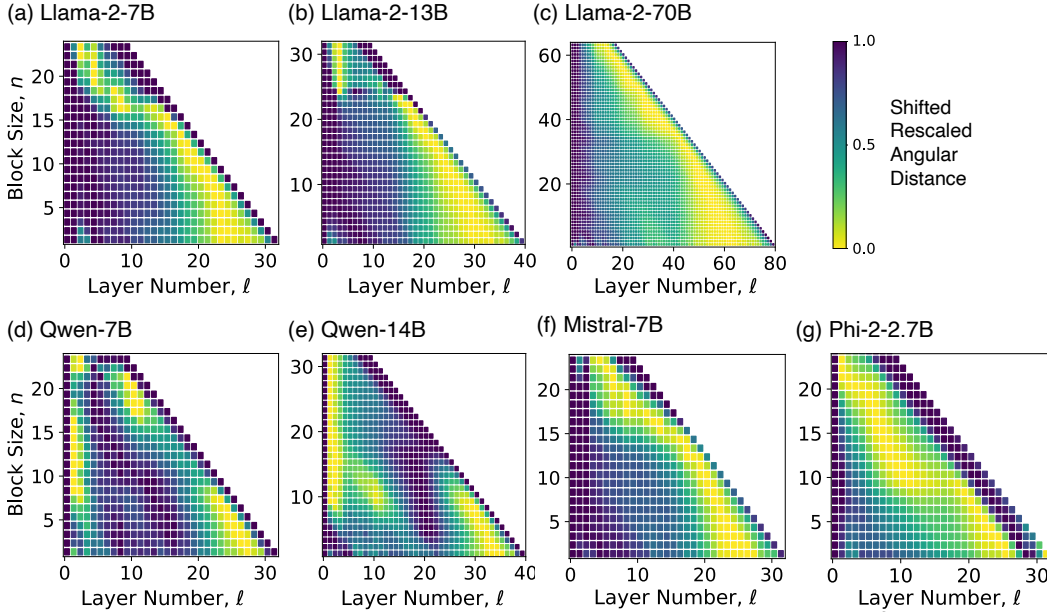 (a) Llama-2-7B
(b) Llama-2-13B
(c) Llama-2-70B
Block Size, n
20
15
10
5
0 10 20 30
Layer Number, ℓ
30
20
10
0 10 20 30 40
Layer Number, ℓ
60
40
20
0 20 40 60 80
Layer Number, ℓ
1.0
0.5
0.0
Shifted
Rescaled
Angular
Distance
(d) Qwen-7B
(e) Qwen-14B
(f) Mistral-7B
(g) Phi-2-2.7B
Block Size, n
20
15
10
5
0 10 20 30
Layer Number, ℓ
30
20
10
0 10 20 30 40
Layer Number, ℓ
20
15
10
5
0 10 20 30
Layer Number, ℓ
20
15
10
5
0 10 20 30
Layer Number, ℓ